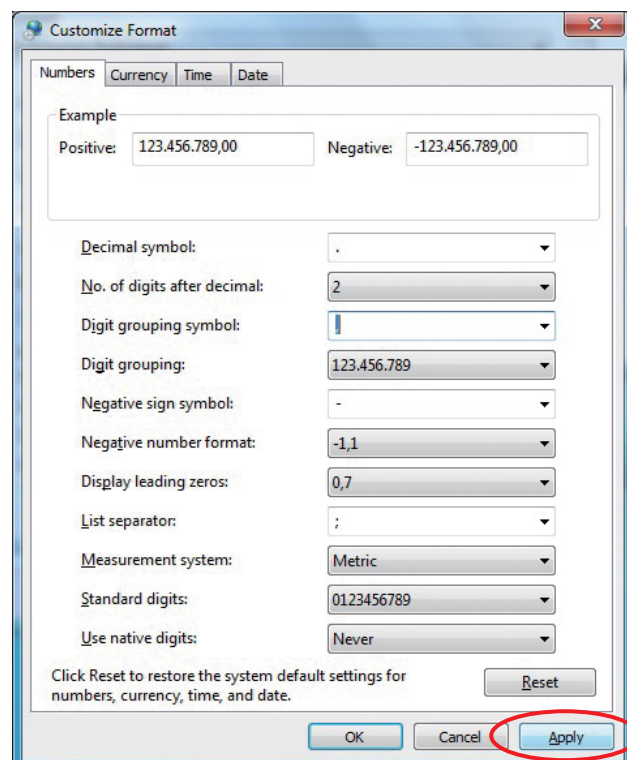 Customize Format
Numbers Currency Time Date
Example
Positive: 123.456.789,00 Negative: -123.456.789,00
Decimal symbol: .
No. of digits after decimal: 2
Digit grouping symbol:
Digit grouping: 123.456.789
Negative sign symbol: -
Negative number format: -1,1
Display leading zeros: 0,7
List separator: ;
Measurement system: Metric
Standard digits: 0123456789
Use native digits: Never
Click Reset to restore the system default settings for
numbers, currency, time, and date.
Reset
OK Cancel Apply